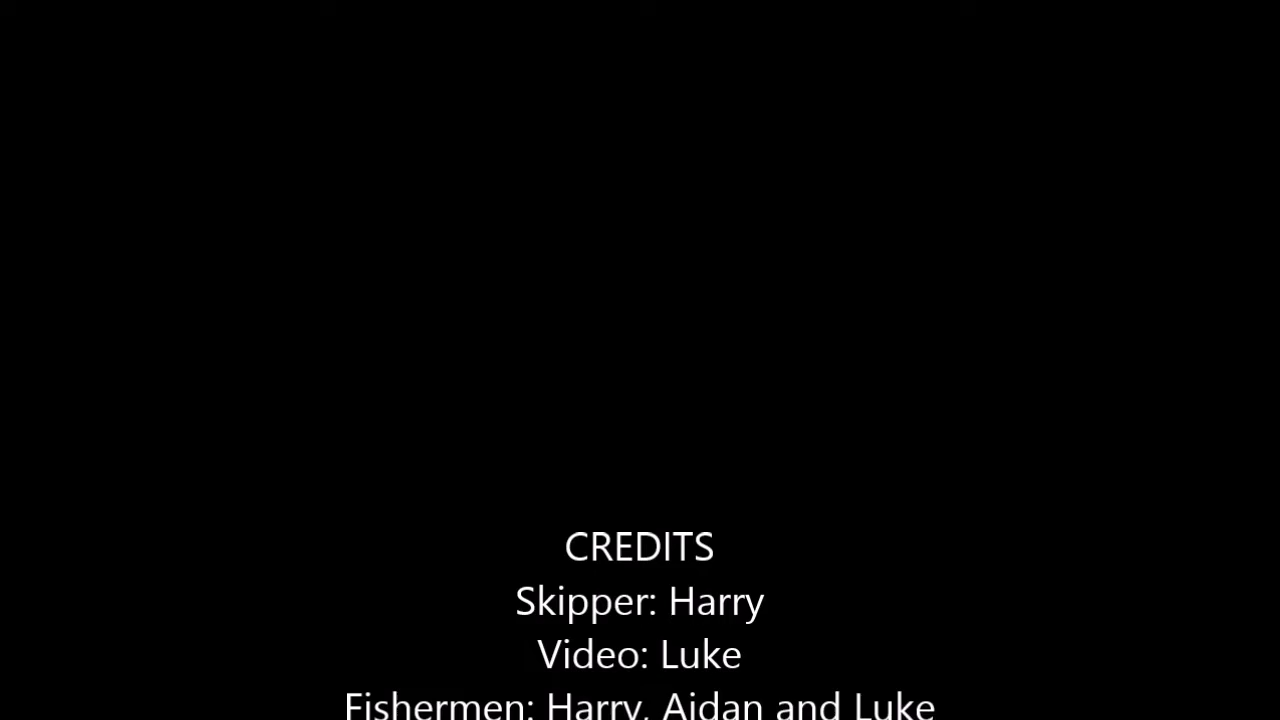 CREDITS
Skipper: Harry
Video: Luke
Fishermen: Harry, Aidan and Luke